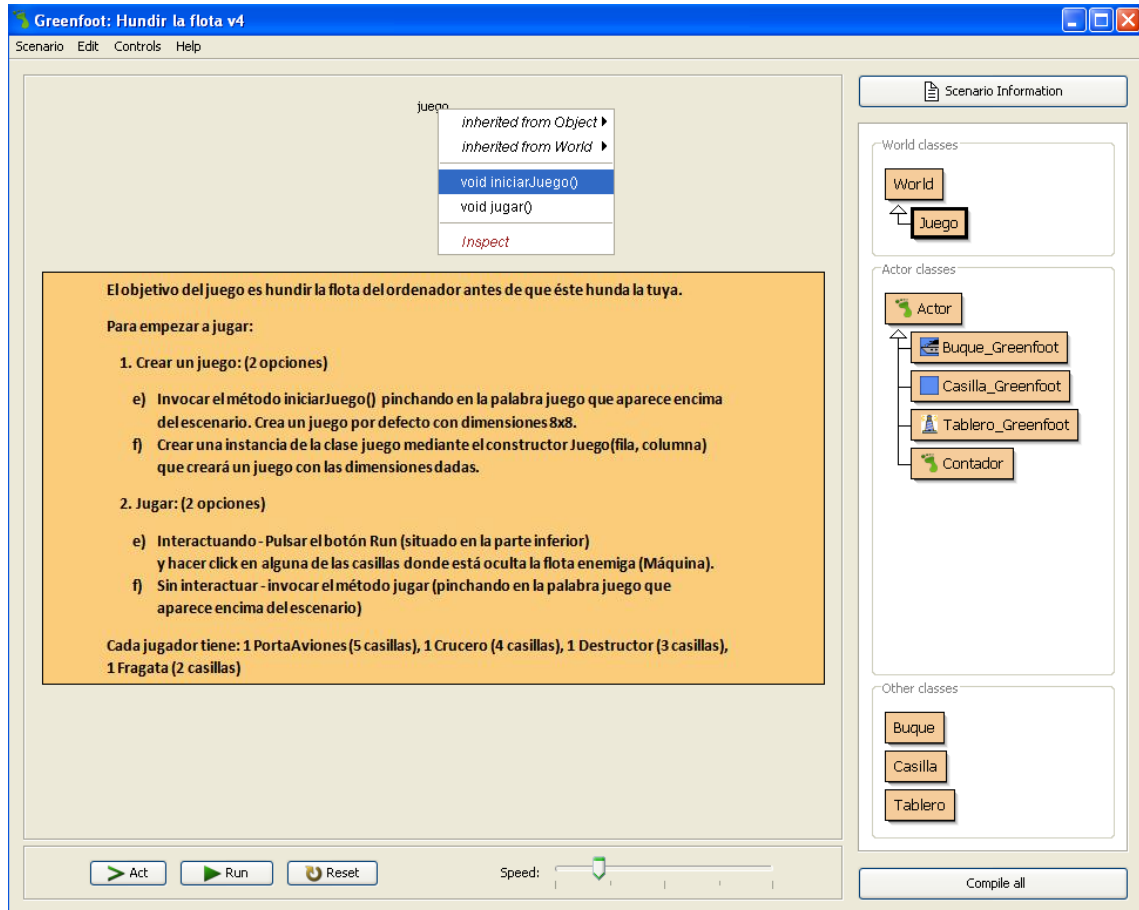 Greenfoot: Hundir la flota v4
Scenario Edit Controls Help
juego
inherited from Object
inherited from World
void iniciarJuego()
void jugar()
Inspect
El objetivo del juego es hundir la flota del ordenador antes de que éste hunda la tuya.
Para empezar a jugar:
1. Crear un juego: (2 opciones)
e) Invocar el método iniciarJuego() pinchando en la palabra juego que aparece encima
del escenario. Crea un juego por defecto con dimensiones 8x8.
f) Crear una instancia de la clase juego mediante el constructor Juego(fila, columna)
que creará un juego con las dimensiones dadas.
2. Jugar: (2 opciones)
e) Interactuando - Pulsar el botón Run (situado en la parte inferior)
y hacer click en alguna de las casillas donde está oculta la flota enemiga (Máquina).
f) Sin interactuar - invocar el método jugar (pinchando en la palabra juego que
aparece encima del escenario)
Cada jugador tiene: 1 PortaAviones (5 casillas), 1 Crucero (4 casillas), 1 Destructor (3 casillas),
1 Fragata (2 casillas)
Act
Run
Reset
Speed:
Scenario Information
World classes
World
Juego
Actor classes
Actor
Buque_Greenfoot
Casilla_Greenfoot
Tablero_Greenfoot
Contador
Other classes
Buque
Casilla
Tablero
Compile all